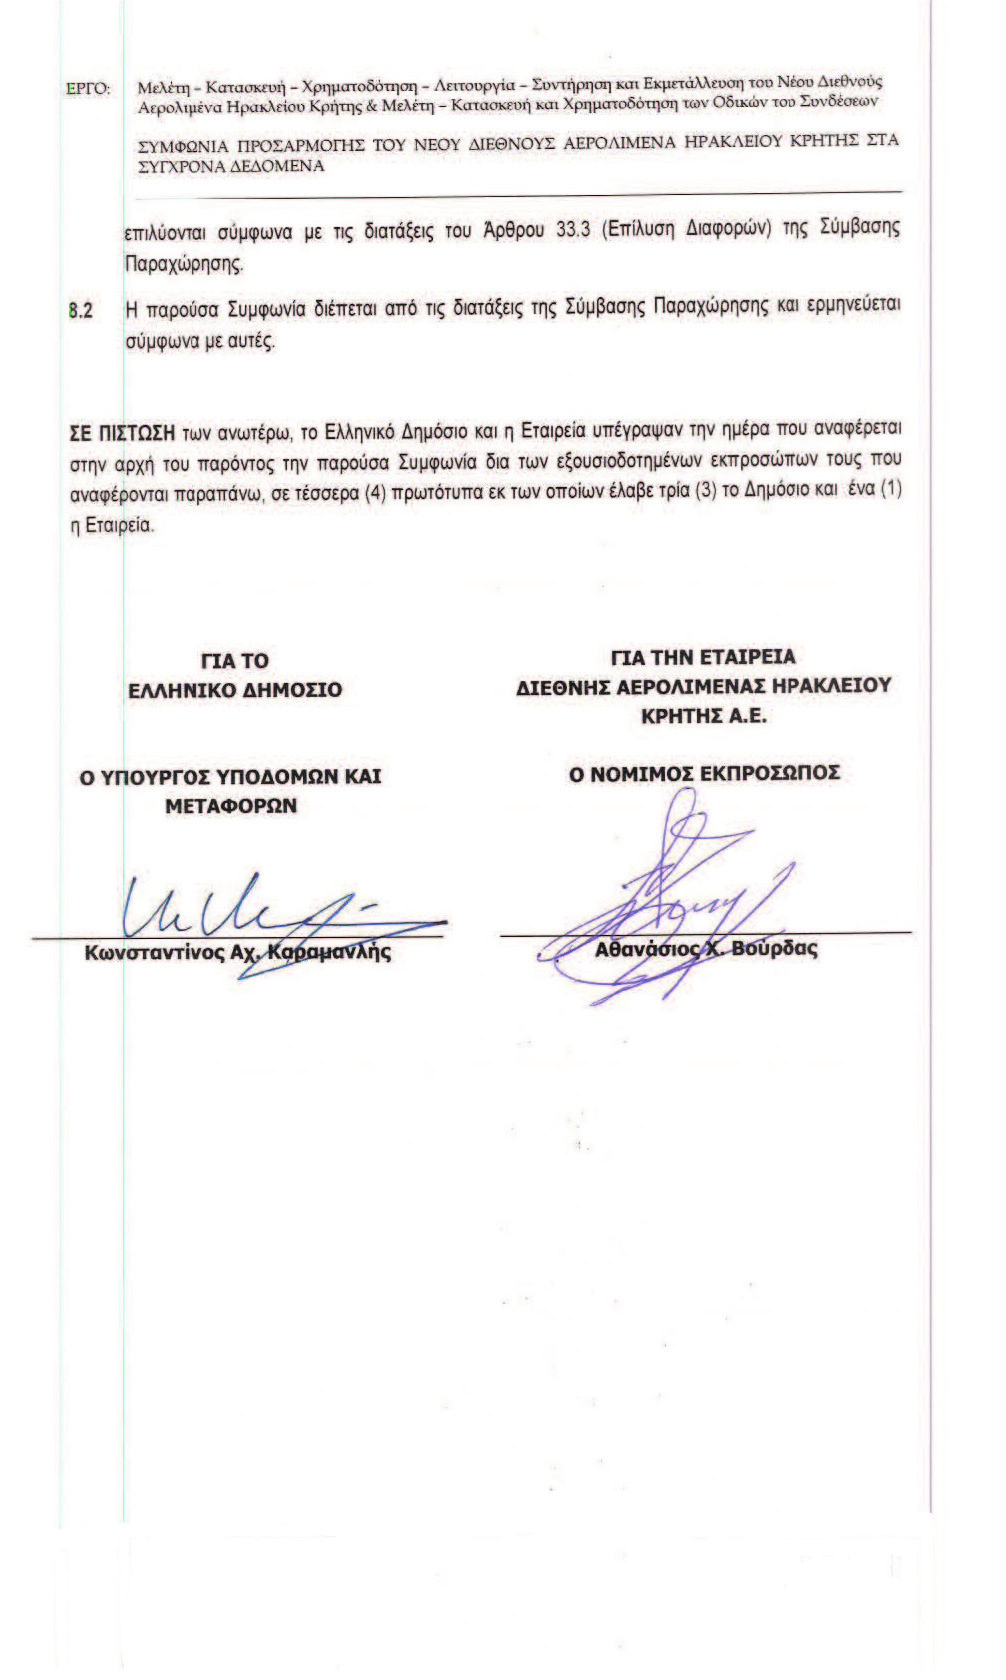 ΕΡΓΟ: Μελέτη – Κατασκευή – Χρηματοδότηση – Λειτουργία – Συντήρηση και Εκμετάλλευση του Νέου Διεθνούς
Αερολιμένα Ηρακλείου Κρήτης & Μελέτη – Κατασκευή και Χρηματοδότηση των Οδικών του Συνδέσεων
ΣΥΜΦΩΝΙΑ ΠΡΟΣΑΡΜΟΓΗΣ ΤΟΥ ΝΕΟΥ ΔΙΕΘΝΟΥΣ ΑΕΡΟΛΙΜΕΝΑ ΗΡΑΚΛΕΙΟΥ ΚΡΗΤΗΣ ΣΤΑ
ΣΥΓΧΡΟΝΑ ΔΕΔΟΜΕΝΑ
επιλύονται σύμφωνα με τις διατάξεις του Άρθρου 33.3 (Επίλυση Διαφορών) της Σύμβασης
Παραχώρησης.
8.2 Η παρούσα Συμφωνία διέπεται από τις διατάξεις της Σύμβασης Παραχώρησης και ερμηνεύεται
σύμφωνα με αυτές.
ΣΕ ΠΙΣΤΩΣΗ των ανωτέρω, το Ελληνικό Δημόσιο και η Εταιρεία υπέγραψαν την ημέρα που αναφέρεται
στην αρχή του παρόντος την παρούσα Συμφωνία δια των εξουσιοδοτημένων εκπροσώπων τους που
αναφέρονται παραπάνω, σε τέσσερα (4) πρωτότυπα εκ των οποίων έλαβε τρία (3) το Δημόσιο και ένα (1)
η Εταιρεία.
ΓΙΑ ΤΟ
ΕΛΛΗΝΙΚΟ ΔΗΜΟΣΙΟ
Ο ΥΠΟΥΡΓΟΣ ΥΠΟΔΟΜΩΝ ΚΑΙ
ΜΕΤΑΦΟΡΩΝ
Κωνσταντίνος Αχ. Καραμανλής
ΓΙΑ ΤΗΝ ΕΤΑΙΡΕΙΑ
ΔΙΕΘΝΗΣ ΑΕΡΟΛΙΜΕΝΑΣ ΗΡΑΚΛΕΙΟΥ
ΚΡΗΤΗΣ Α.Ε.
Ο ΝΟΜΙΜΟΣ ΕΚΠΡΟΣΩΠΟΣ
Αθανάσιος Χ. Βούρδας